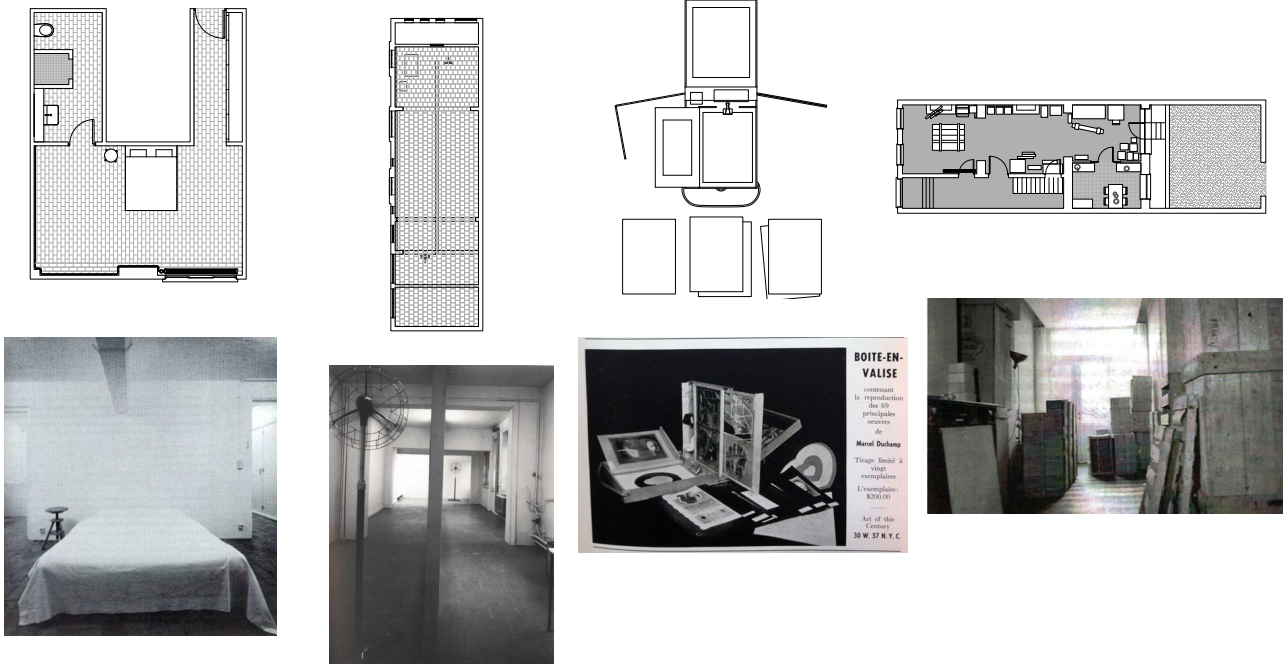 BOITE-EN-
VALISE
contenant
la reproduction
des 69
principales
oeuvres
de
Marcel Duchamp
Tirage limité à
vingt
exemplaires
L'exemplaire:
$200.00
Art of this
Century
30 W. 57 N. Y. C.